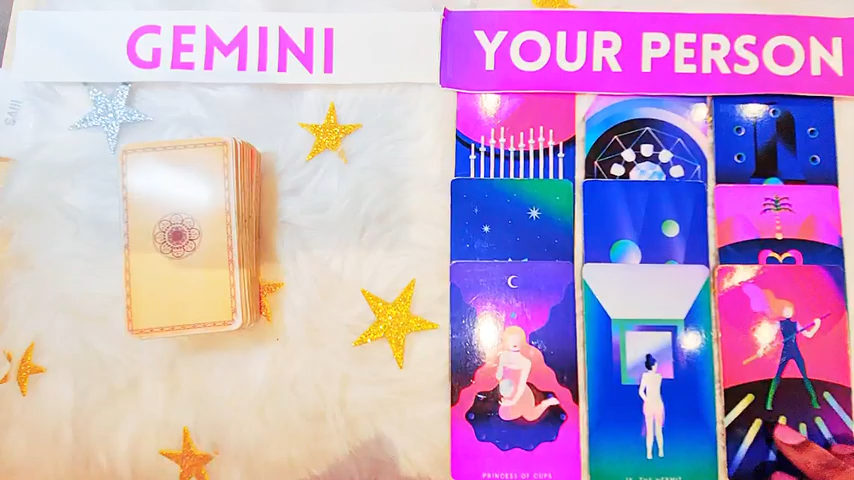 GEMINI
YOUR PERSON
PRINCESS OF CUPS
IX. THE HERMIT